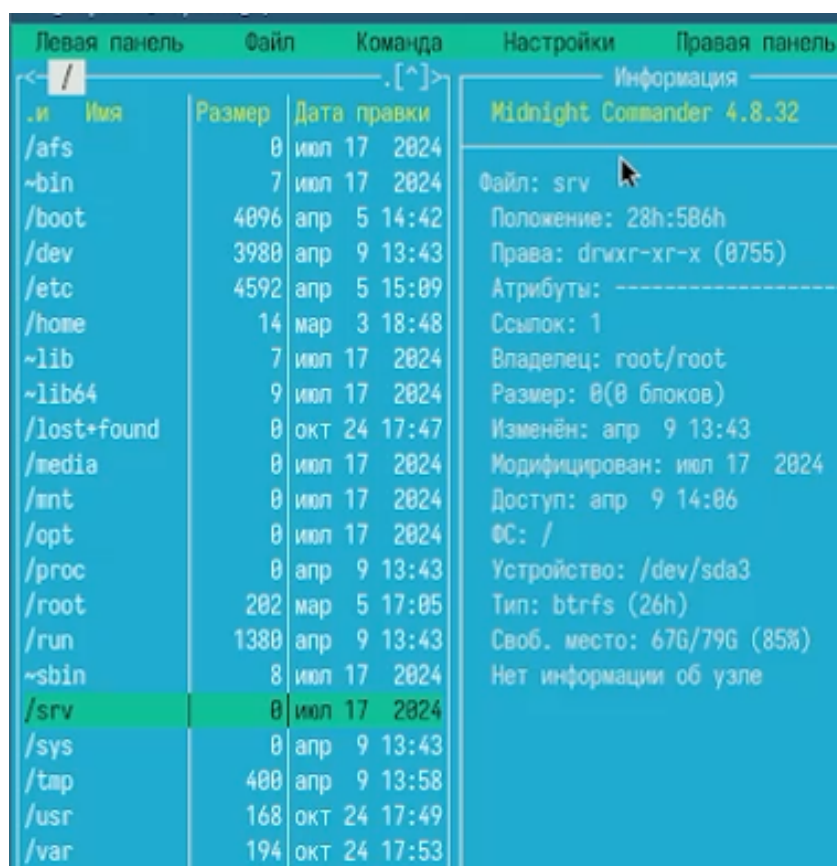 Левая панель Файл Команда Настройки Правая панель
<─ / .[^]>
.и Имя Размер Дата правки
/afs 0 июл 17 2024
~bin 7 июл 17 2024
/boot 4096 апр 5 14:42
/dev 3980 апр 9 13:43
/etc 4592 апр 5 15:09
/home 14 мар 3 18:48
~lib 7 июл 17 2024
~lib64 9 июл 17 2024
/lost+found 0 окт 24 17:47
/media 0 июл 17 2024
/mnt 0 июл 17 2024
/opt 0 июл 17 2024
/proc 0 апр 9 13:43
/root 202 мар 5 17:05
/run 1380 апр 9 13:43
~sbin 8 июл 17 2024
/srv 0 июл 17 2024
/sys 0 апр 9 13:43
/tmp 400 апр 9 13:58
/usr 168 окт 24 17:49
/var 194 окт 24 17:53
Информация
Midnight Commander 4.8.32
Файл: srv
Положение: 28h:5B6h
Права: drwxr-xr-x (0755)
Атрибуты: ------------------
Ссылок: 1
Владелец: root/root
Размер: 0(0 блоков)
Изменён: апр 9 13:43
Модифицирован: июл 17 2024
Доступ: апр 9 14:06
ФС: /
Устройство: /dev/sda3
Тип: btrfs (26h)
Своб. место: 67G/79G (85%)
Нет информации об узле